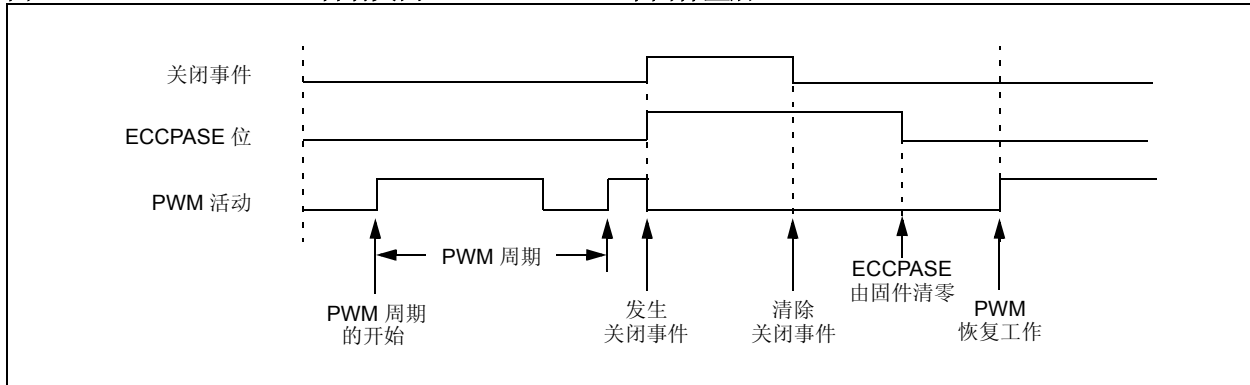 关闭事件
ECCPASE 位
PWM 活动
PWM 周期
PWM 周期
的开始
发生
关闭事件
清除
关闭事件
ECCPASE
由固件清零
PWM
恢复工作